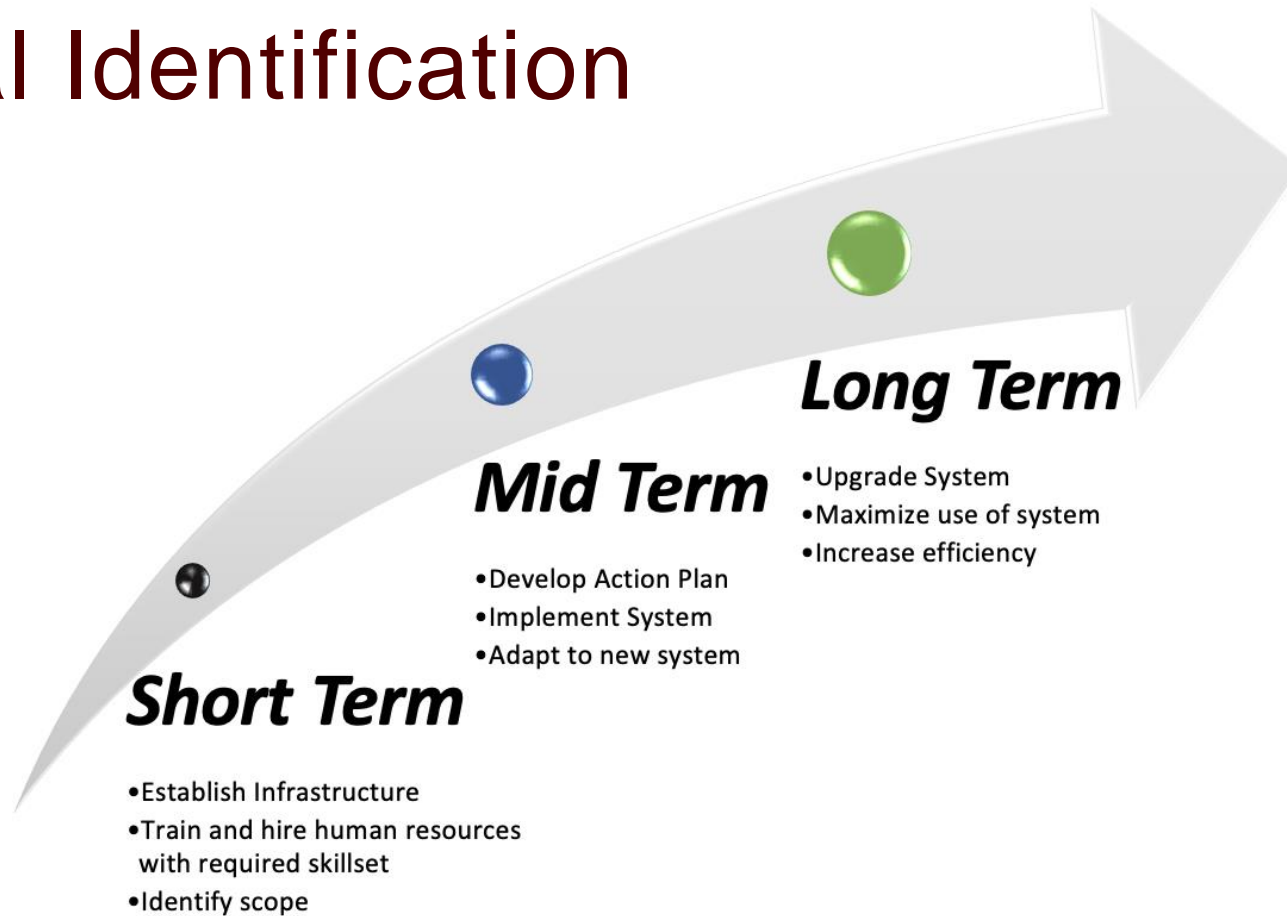 Identification
Long Term
•Upgrade System
•Maximize use of system
•Increase efficiency
Mid Term
•Develop Action Plan
•Implement System
•Adapt to new system
Short Term
•Establish Infrastructure
•Train and hire human resources
with required skillset
•Identify scope